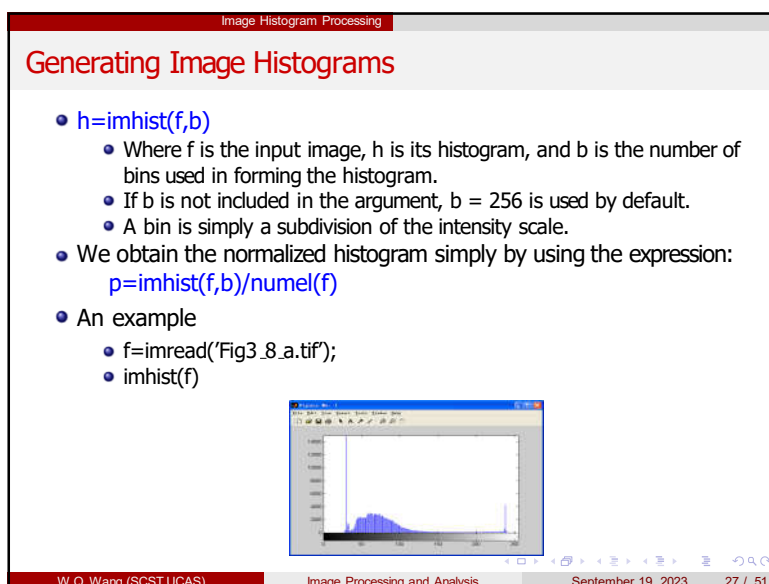 Image Histogram Processing
Generating Image Histograms
h=imhist(f,b)
Where f is the input image, h is its histogram, and b is the number of
bins used in forming the histogram.
If b is not included in the argument, b = 256 is used by default.
A bin is simply a subdivision of the intensity scale.
We obtain the normalized histogram simply by using the expression:
p=imhist(f,b)/numel(f)
An example
f=imread('Fig3_8_a.tif');
imhist(f)
W.Q. Wang (SCST UCAS) Image Processing and Analysis September 19, 2023 27 / 51